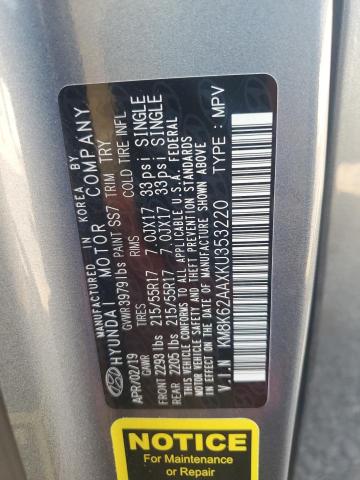 MANUFACTURED IN KOREA BY
HYUNDAI MOTOR COMPANY
GVWR 3979lbs PAINT SS7 TRIM TRY
APR/02/19 GAWR TIRES RIMS COLD TIRE INFL
FRONT 2293 lbs 215/55R17 7.0JX17 33psi SINGLE
REAR 2205 lbs 215/55R17 7.0JX17 33psi SINGLE
THIS VEHICLE CONFORMS TO ALL APPLICABLE U.S.A. FEDERAL
MOTOR VEHICLE SAFETY, BUMPER, AND THEFT PREVENTION STANDARDS
IN EFFECT ON THE DATE OF MANUFACTURE SHOWN ABOVE.
V.I.N KM8K62AAXKU353220 TYPE: MPV
NOTICE
For Maintenance
or Repair